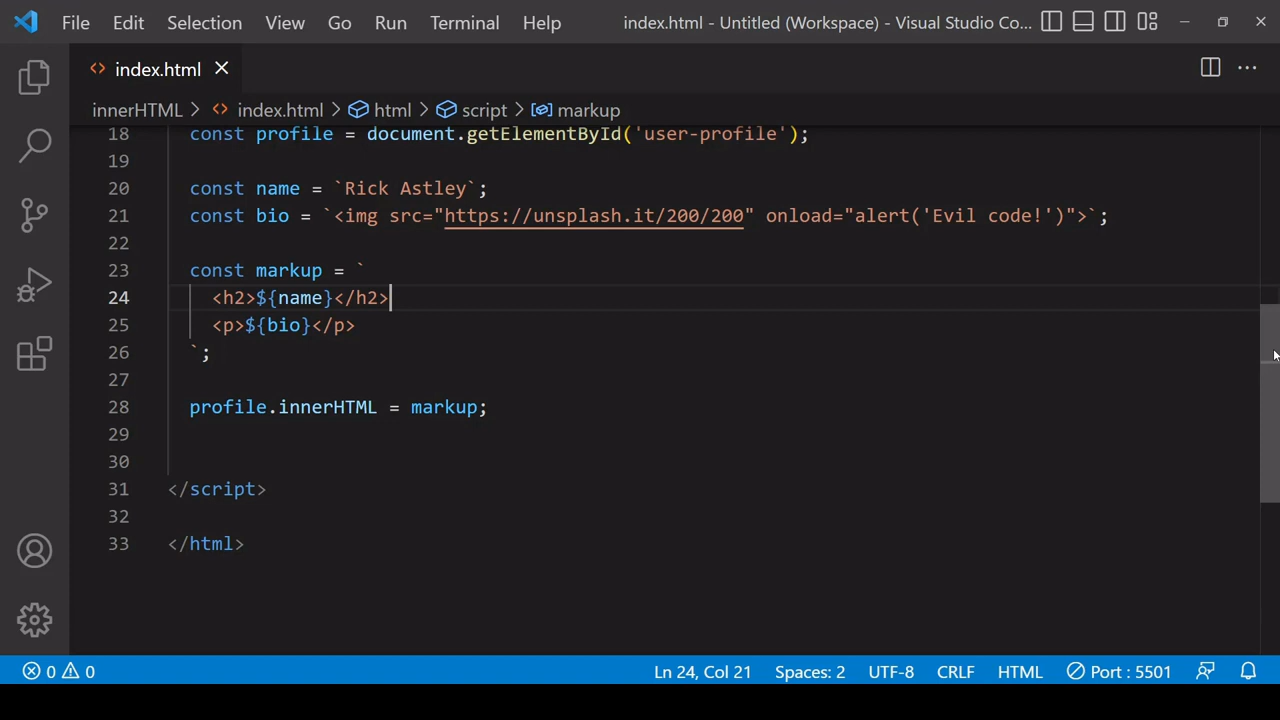 File Edit Selection View Go Run Terminal Help index.html - Untitled (Workspace) - Visual Studio Co...
index.html
innerHTML > index.html > html > script > markup
18 const profile = document.getElementById('user-profile');
19
20 const name = `Rick Astley`;
21 const bio = `<img src="https://unsplash.it/200/200" onload="alert('Evil code!')">`;
22
23 const markup = `
24 <h2>${name}</h2>
25 <p>${bio}</p>
26 `;
27
28 profile.innerHTML = markup;
29
30
31 </script>
32
33 </html>
0 0 Ln 24, Col 21 Spaces: 2 UTF-8 CRLF HTML Port : 5501